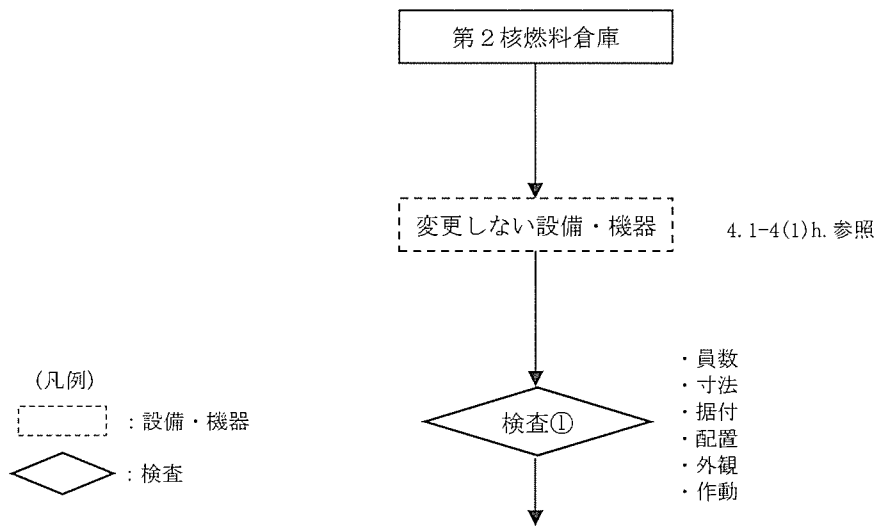 第２核燃料倉庫
変更しない設備・機器
4.1-4(1)h.参照
検査①
・員数
・寸法
・据付
・配置
・外観
・作動
(凡例)
：設備・機器
：検査